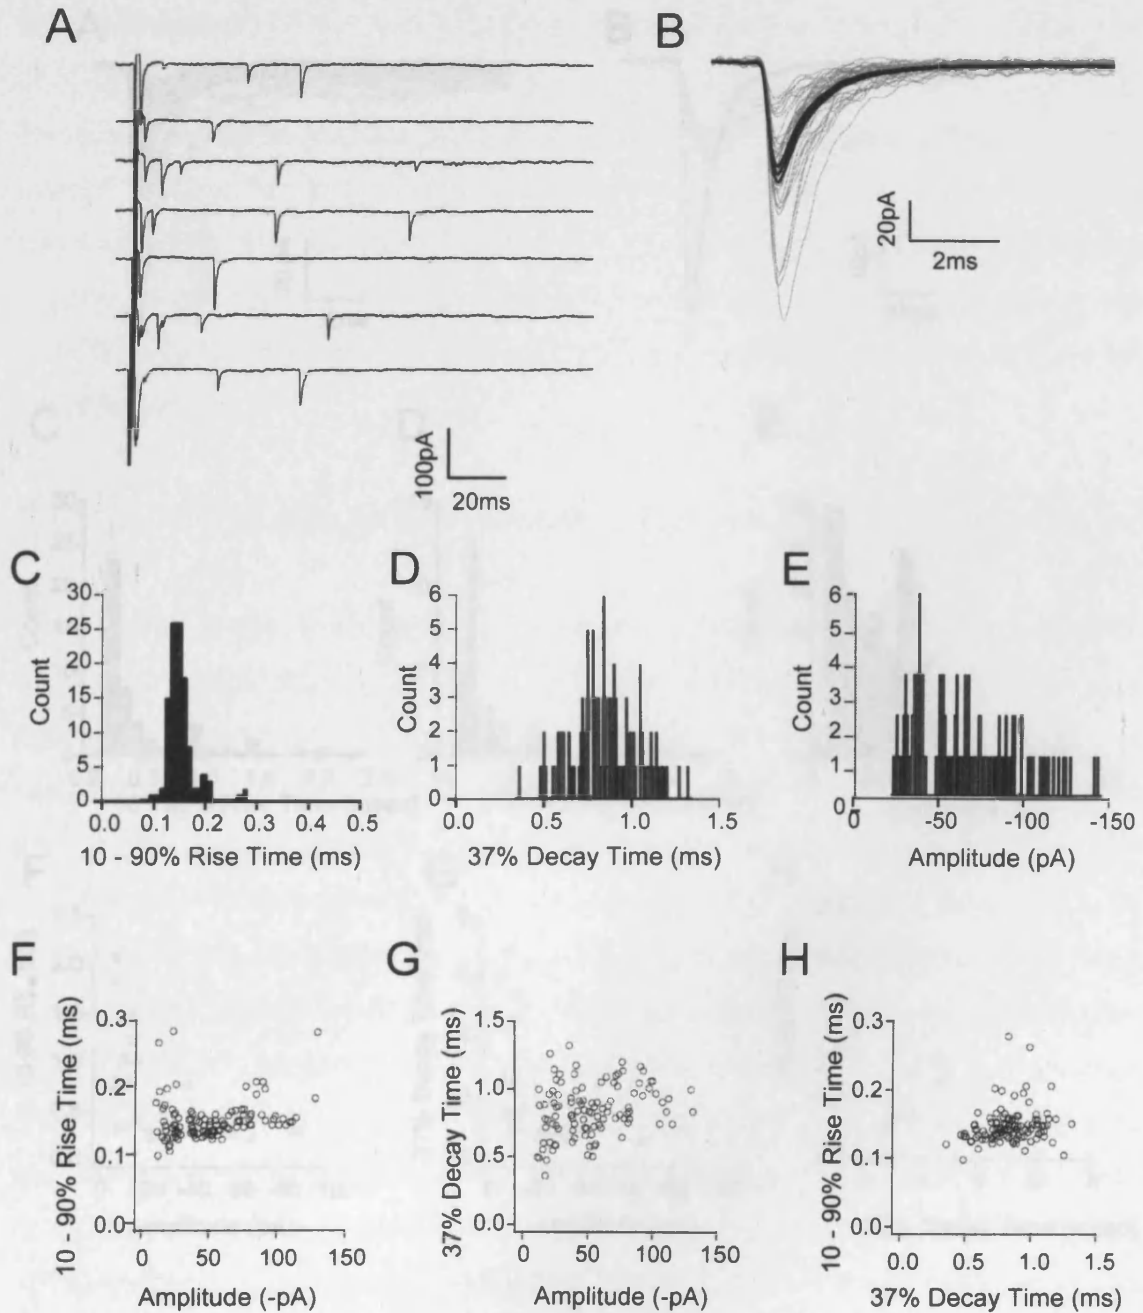 A
B
20pA
2ms
100pA
20ms
C
30
25
20
15
10
5
0
Count
0.0 0.1 0.2 0.3 0.4 0.5
10 - 90% Rise Time (ms)
D
6
5
4
3
2
1
0
Count
0.0 0.5 1.0 1.5
37% Decay Time (ms)
E
6
5
4
3
2
1
Count
0 -50 -100 -150
Amplitude (pA)
F
0.3
0.2
0.1
0.0
10 - 90% Rise Time (ms)
0 50 100 150
Amplitude (-pA)
G
1.5
1.0
0.5
0.0
37% Decay Time (ms)
0 50 100 150
Amplitude (-pA)
H
0.3
0.2
0.1
0.0
10 - 90% Rise Time (ms)
0.0 0.5 1.0 1.5
37% Decay Time (ms)